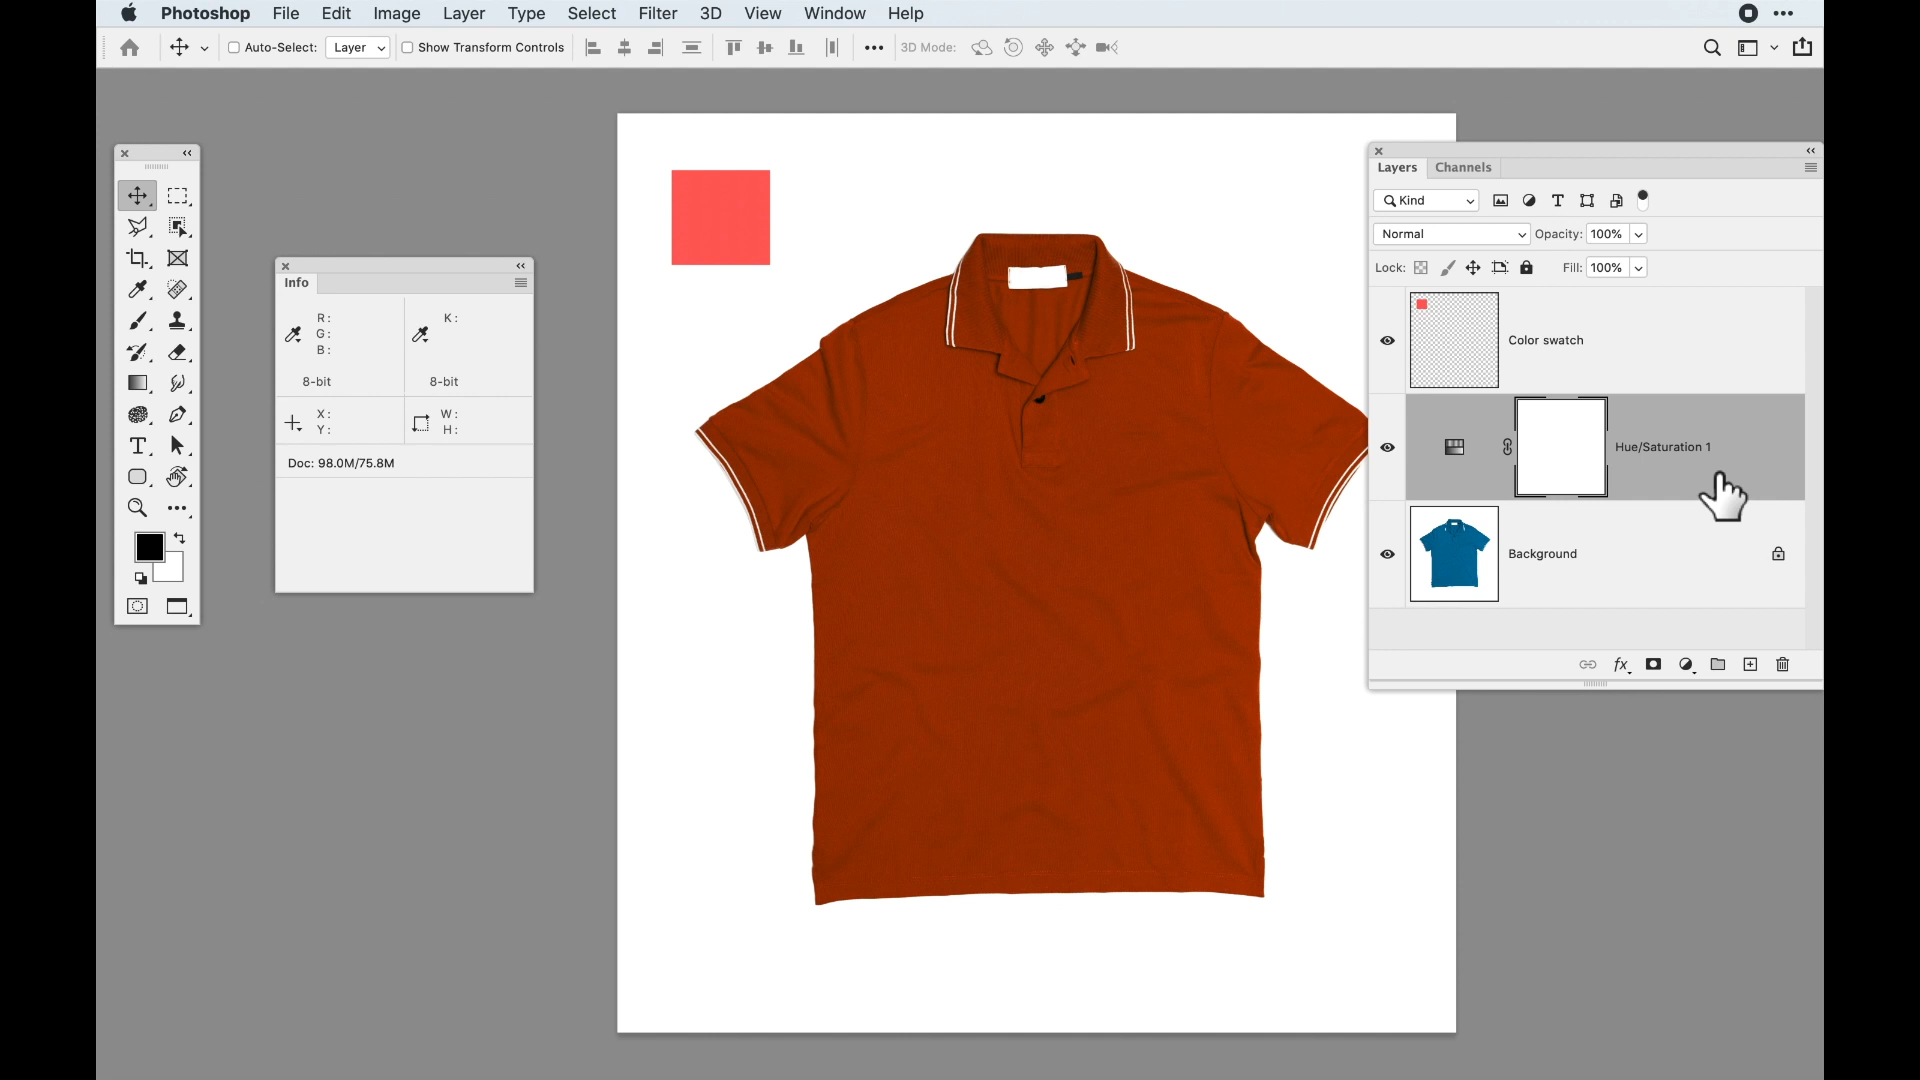 Photoshop File Edit Image Layer Type Select Filter 3D View Window Help
Auto-Select: Layer Show Transform Controls 3D Mode:
Info
R:
G:
B:
K:
8-bit 8-bit
X:
Y:
W:
H:
Doc: 98.0M/75.8M
Layers Channels
Kind
Normal Opacity: 100%
Lock: Fill: 100%
Color swatch
Hue/Saturation 1
Background
fx